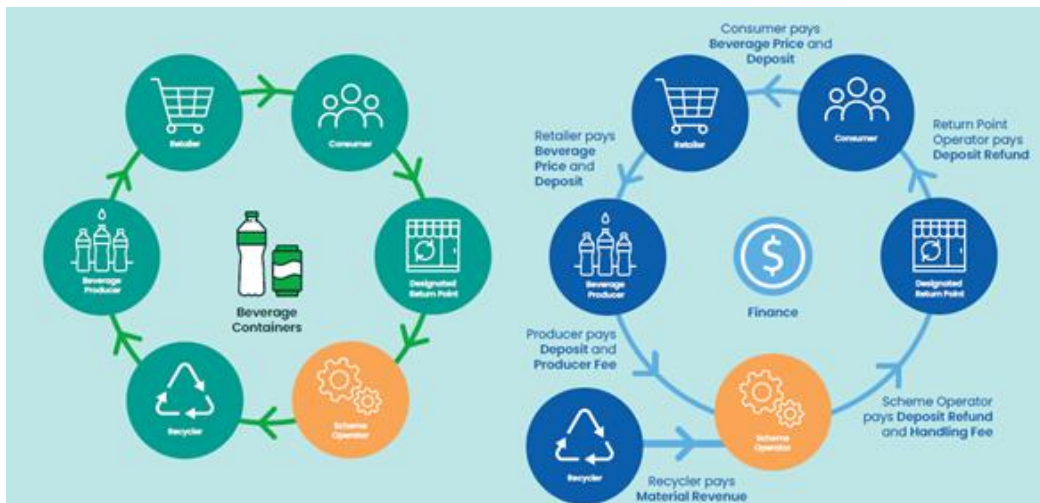 Retailer
Consumer
Beverage
Producer
Designated
Return Point
Beverage
Containers
Recycler
Scheme
Operator
Consumer pays
Beverage Price and
Deposit
Retailer
Consumer
Retailer pays
Beverage
Price and
Deposit
Return Point
Operator pays
Deposit Refund
Beverage
Producer
$
Finance
Designated
Return Point
Producer pays
Deposit and
Producer Fee
Scheme
Operator
Scheme Operator
pays Deposit Refund
and Handling Fee
Recycler
Recycler pays
Material Revenue